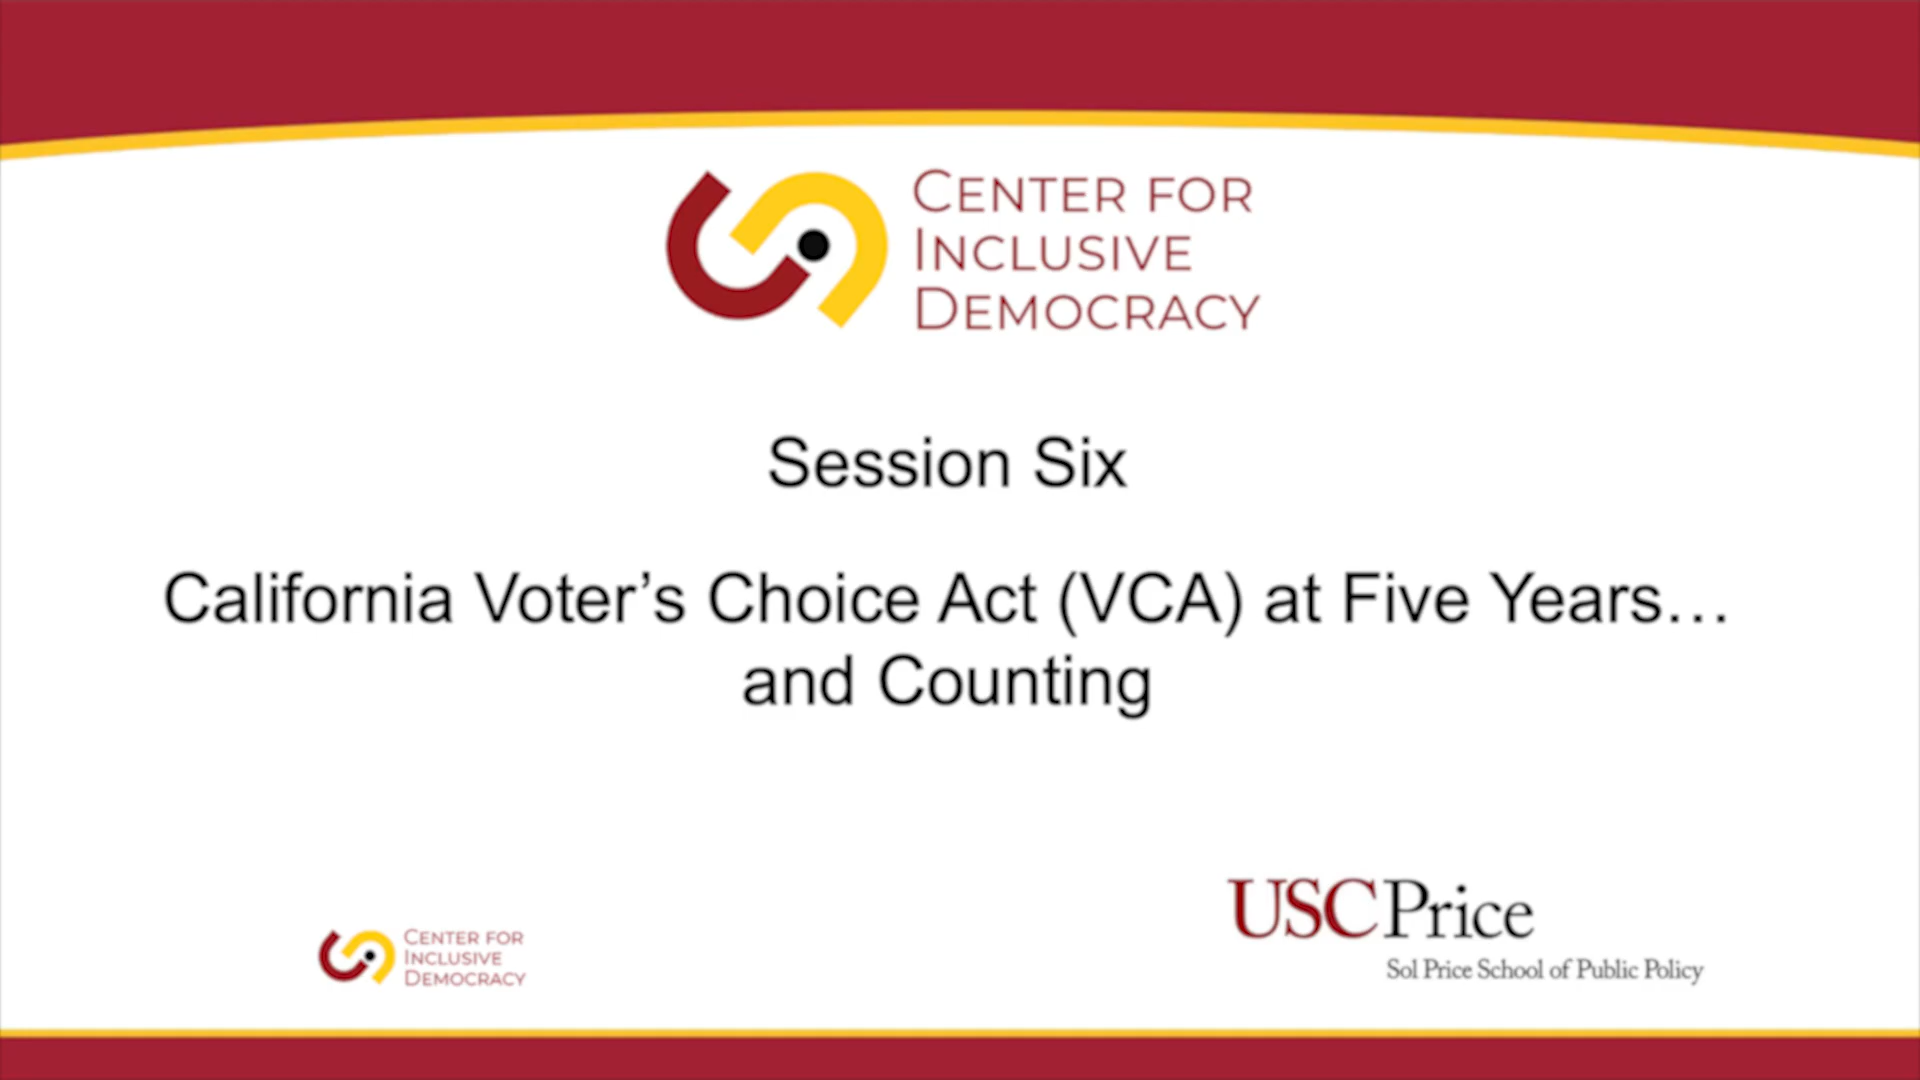 CENTER FOR
INCLUSIVE
DEMOCRACY
Session Six
California Voter’s Choice Act (VCA) at Five Years…
and Counting
CENTER FOR
INCLUSIVE
DEMOCRACY
USC Price
Sol Price School of Public Policy